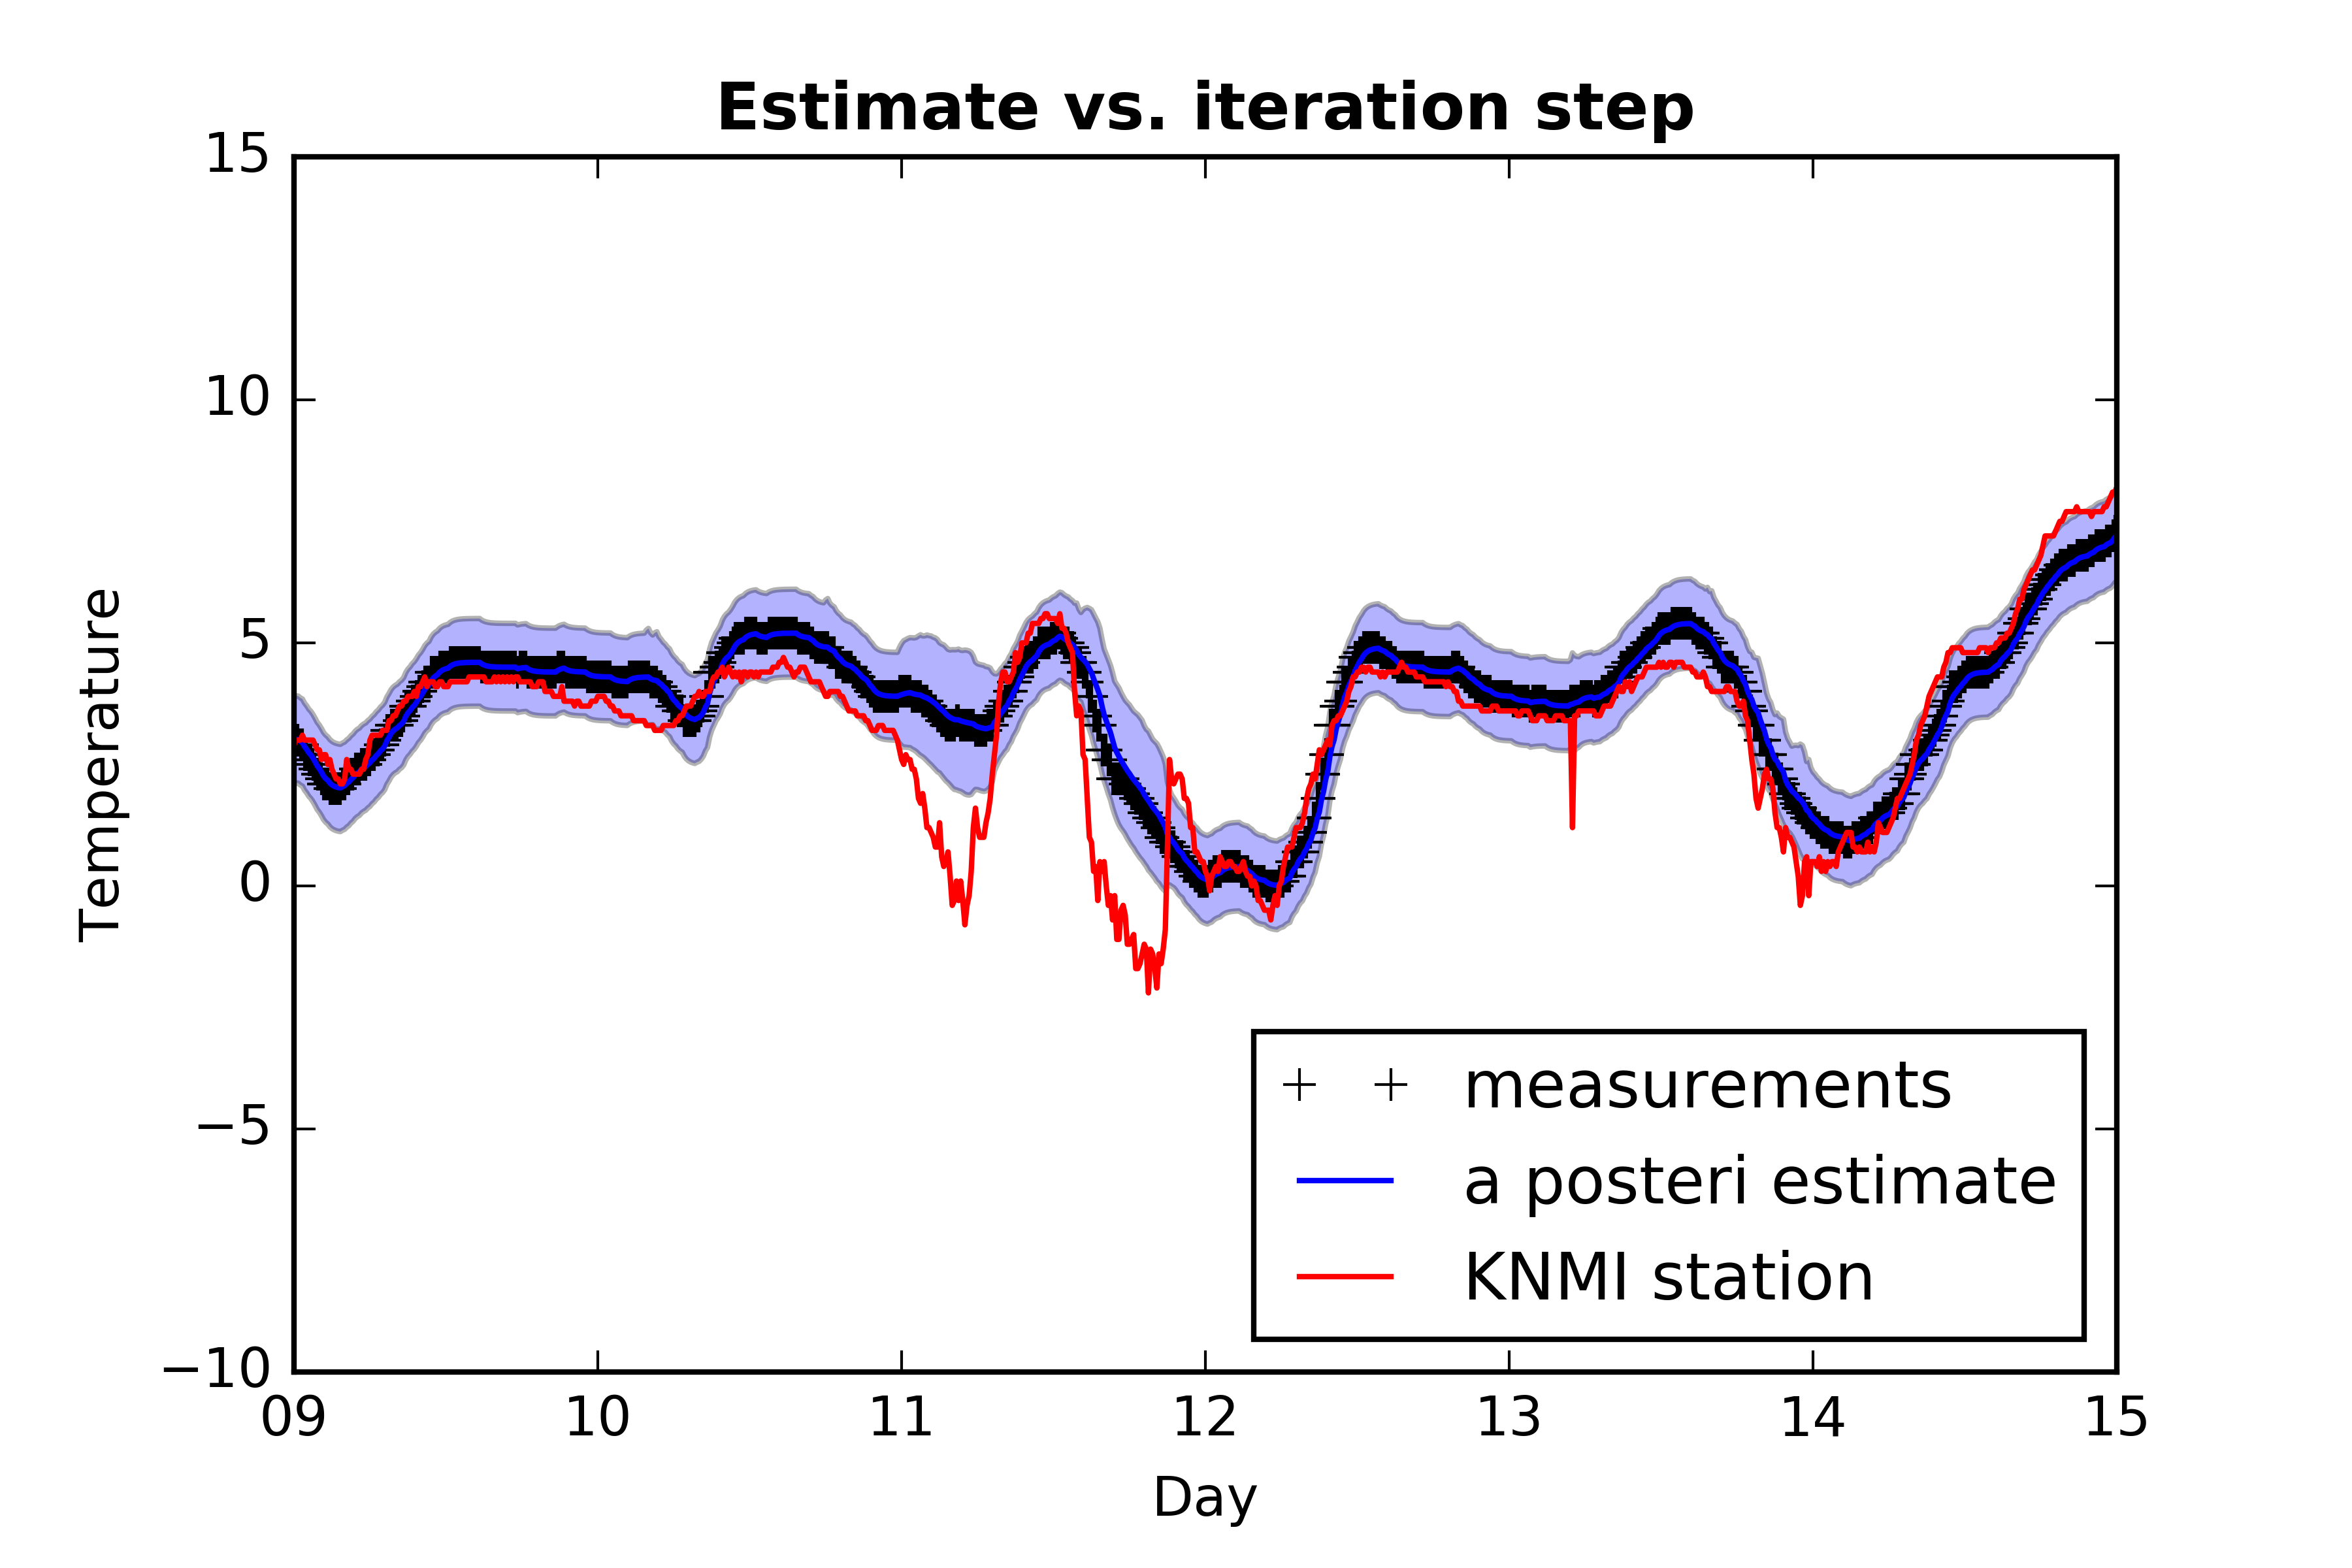 Estimate vs. iteration step
15
10
5
0
−5
−10
Temperature
measurements
a posteri estimate
KNMI station
09 10 11 12 13 14 15
Day